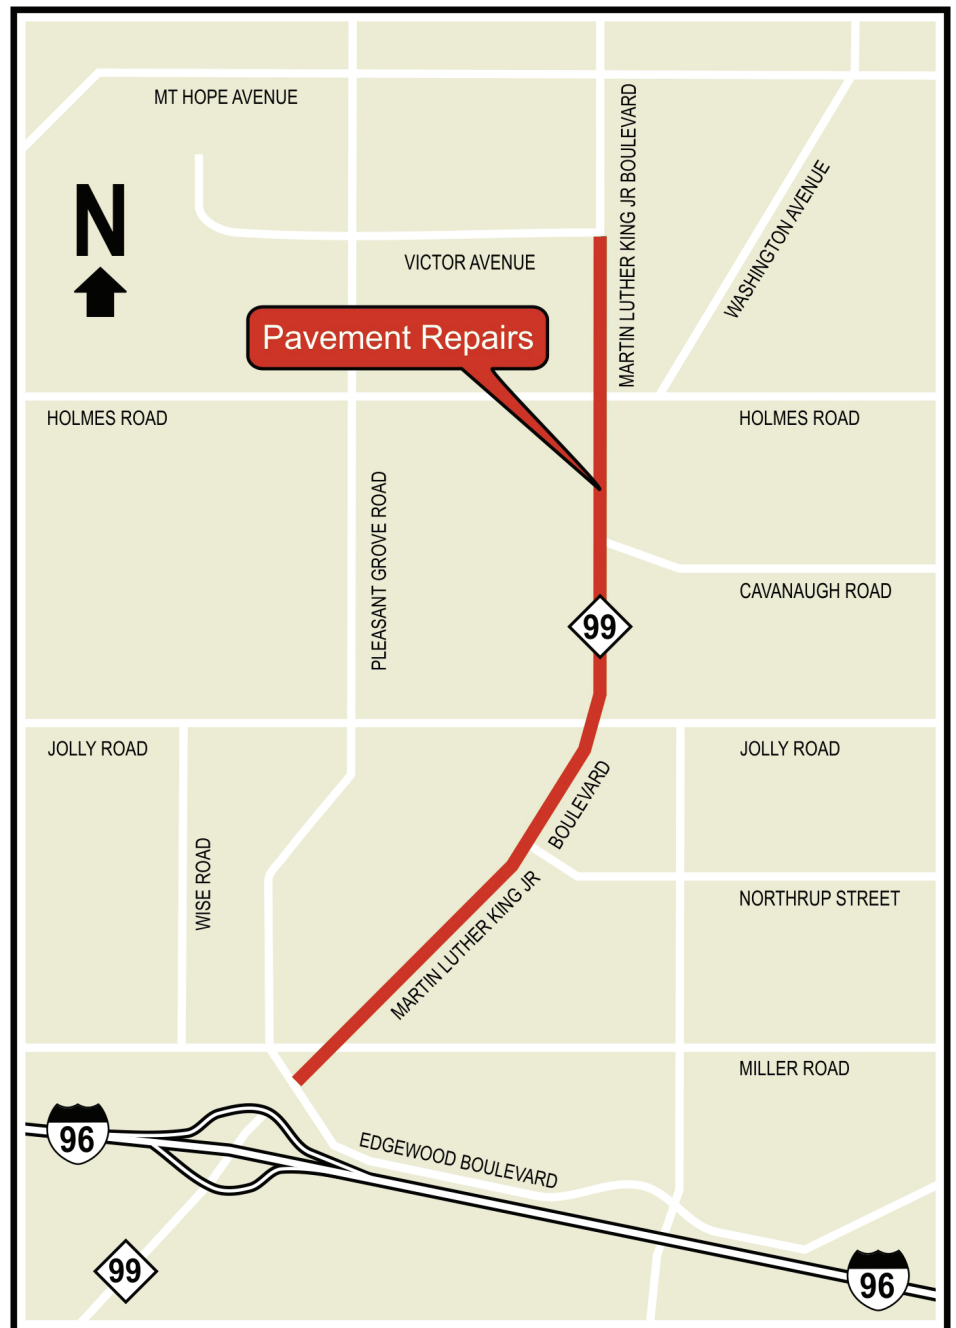 MT HOPE AVENUE
MARTIN LUTHER KING JR BOULEVARD
WASHINGTON AVENUE
N
VICTOR AVENUE
Pavement Repairs
HOLMES ROAD
HOLMES ROAD
PLEASANT GROVE ROAD
CAVANAUGH ROAD
99
JOLLY ROAD
JOLLY ROAD
BOULEVARD
WISE ROAD
MARTIN LUTHER KING JR
NORTHRUP STREET
MILLER ROAD
96
EDGEWOOD BOULEVARD
99
96